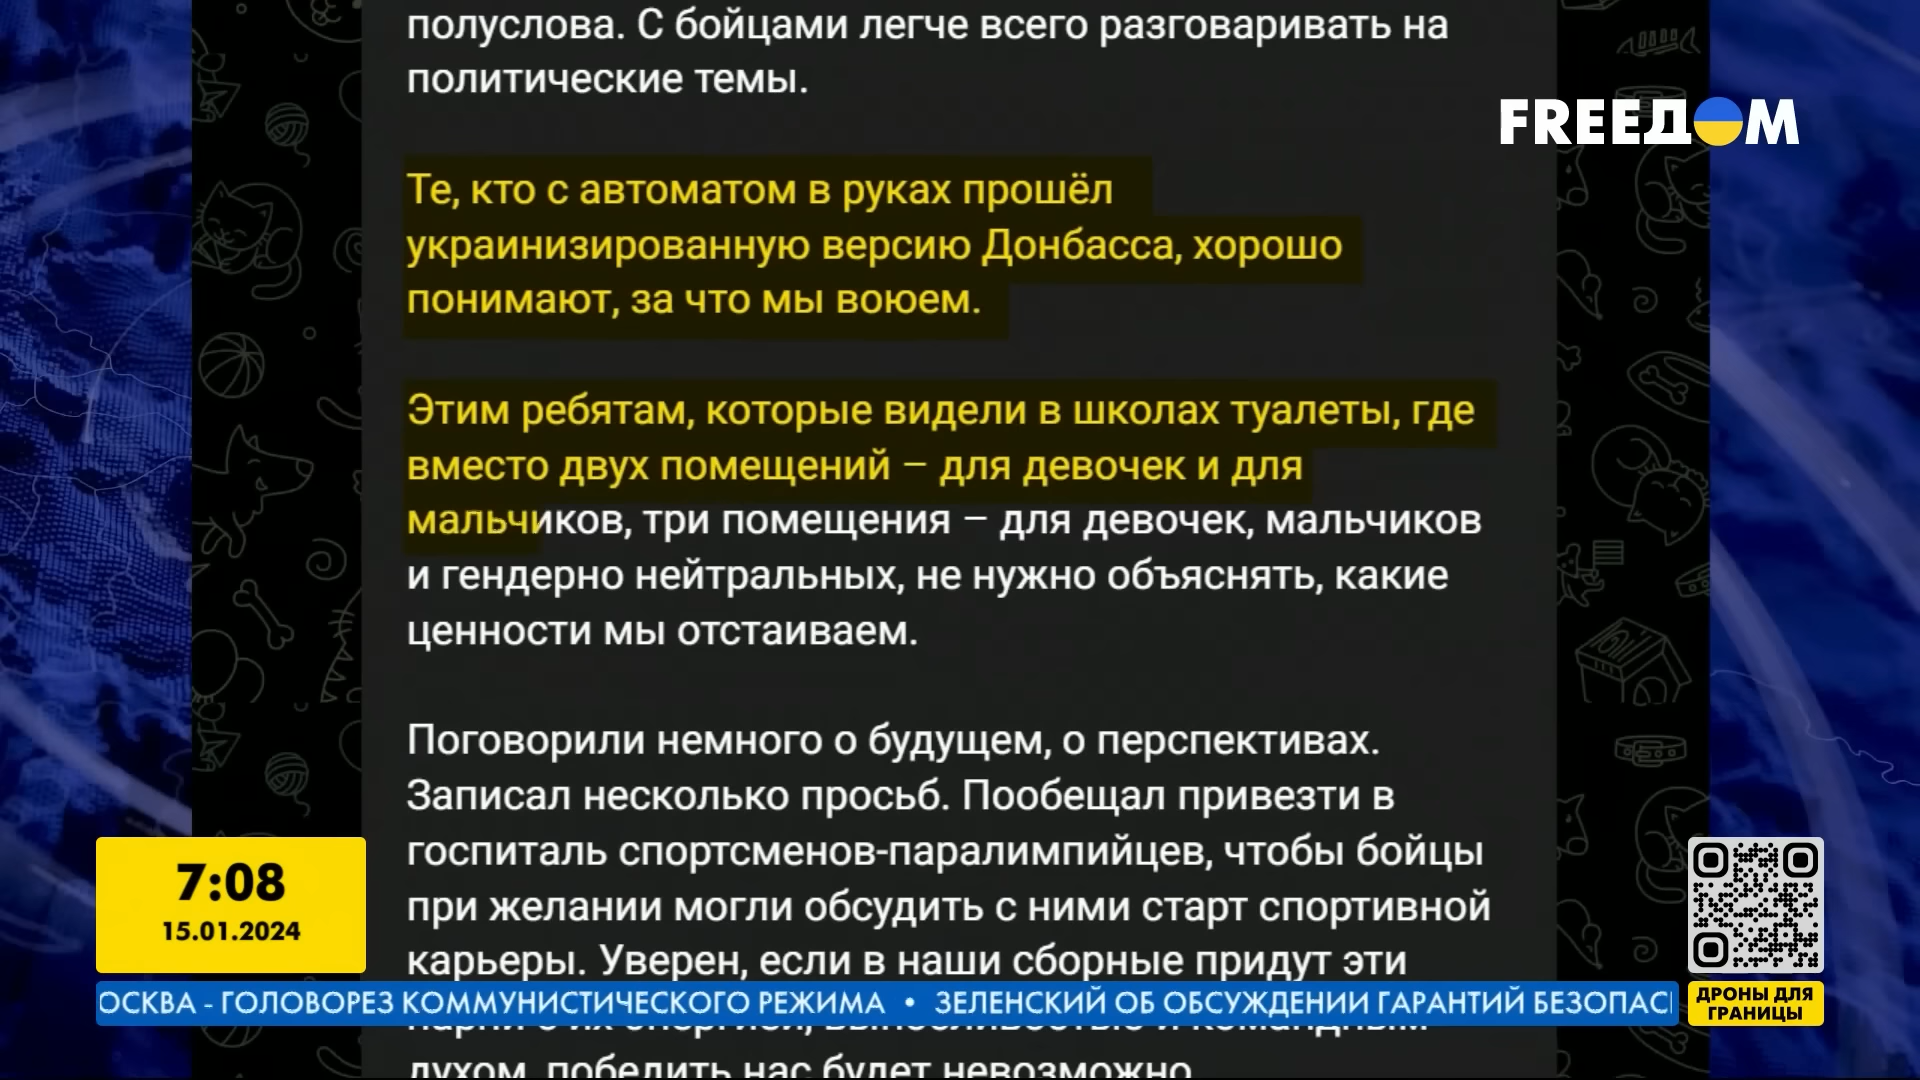 полуслова. С бойцами легче всего разговаривать на
политические темы.
FREEДOM
Те, кто с автоматом в руках прошёл
украинизированную версию Донбасса, хорошо
понимают, за что мы воюем.
Этим ребятам, которые видели в школах туалеты, где
вместо двух помещений – для девочек и для
мальчиков, три помещения – для девочек, мальчиков
и гендерно нейтральных, не нужно объяснять, какие
ценности мы отстаиваем.
Поговорили немного о будущем, о перспективах.
Записал несколько просьб. Пообещал привезти в
госпиталь спортсменов-паралимпийцев, чтобы бойцы
при желании могли обсудить с ними старт спортивной
карьеры. Уверен, если в наши сборные придут эти
духом, победить нас будет невозможно
7:08
15.01.2024
ОСКВА - ГОЛОВОРЕЗ КОММУНИСТИЧЕСКОГО РЕЖИМА • ЗЕЛЕНСКИЙ ОБ ОБСУЖДЕНИИ ГАРАНТИЙ БЕЗОПАС
ДРОНЫ ДЛЯ
ГРАНИЦЫ